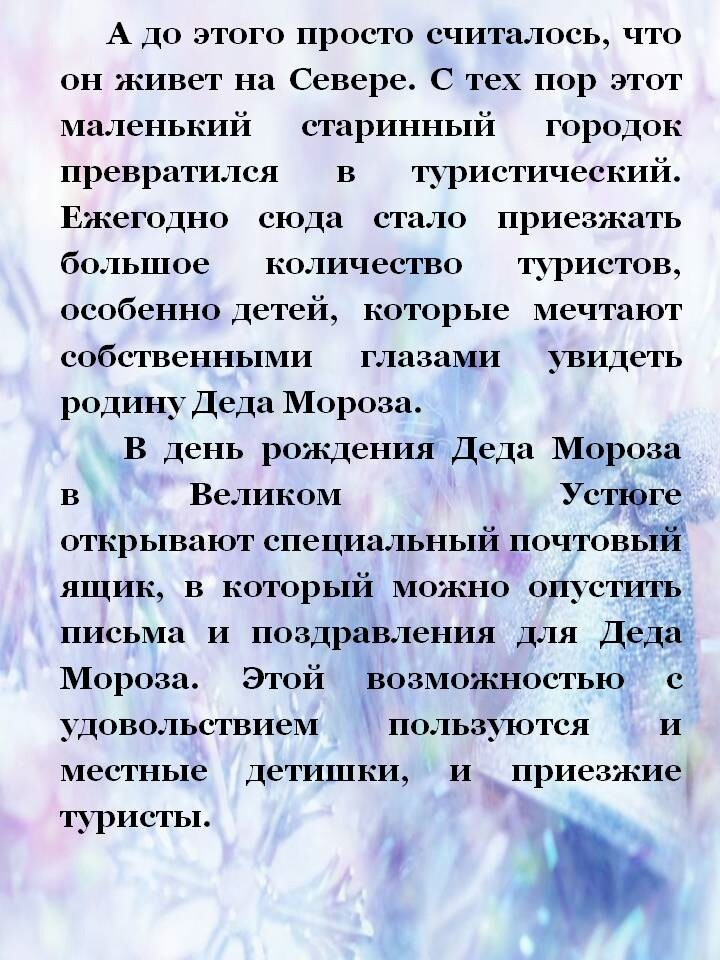 А до этого просто считалось, что
он живет на Севере. С тех пор этот
маленький старинный городок
превратился в туристический.
Ежегодно сюда стало приезжать
большое количество туристов,
особенно детей, которые мечтают
собственными глазами увидеть
родину Деда Мороза.
В день рождения Деда Мороза
в Великом Устюге
открывают специальный почтовый
ящик, в который можно опустить
письма и поздравления для Деда
Мороза. Этой возможностью с
удовольствием пользуются и
местные детишки, и приезжие
туристы.